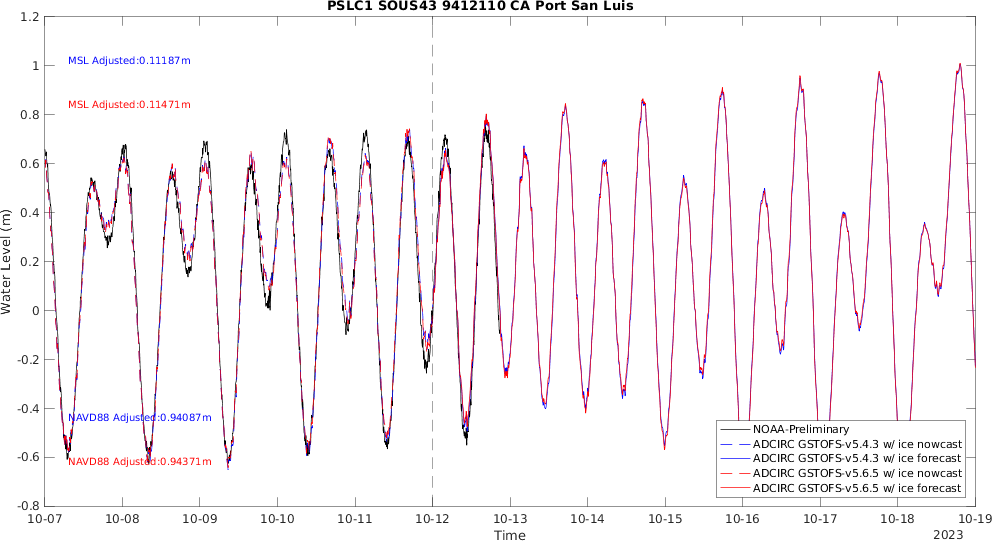 PSLC1 SOUS43 9412110 CA Port San Luis
1.2
1
0.8
0.6
0.4
0.2
0
-0.2
-0.4
-0.6
-0.8
Water Level (m)
MSL Adjusted:0.11187m
MSL Adjusted:0.11471m
NAVD88 Adjusted:0.94087m
NAVD88 Adjusted:0.94371m
NOAA-Preliminary
ADCIRC GSTOFS-v5.4.3 w/ ice nowcast
ADCIRC GSTOFS-v5.4.3 w/ ice forecast
ADCIRC GSTOFS-v5.6.5 w/ ice nowcast
ADCIRC GSTOFS-v5.6.5 w/ ice forecast
10-07 10-08 10-09 10-10 10-11 10-12 10-13 10-14 10-15 10-16 10-17 10-18 10-19
Time
2023